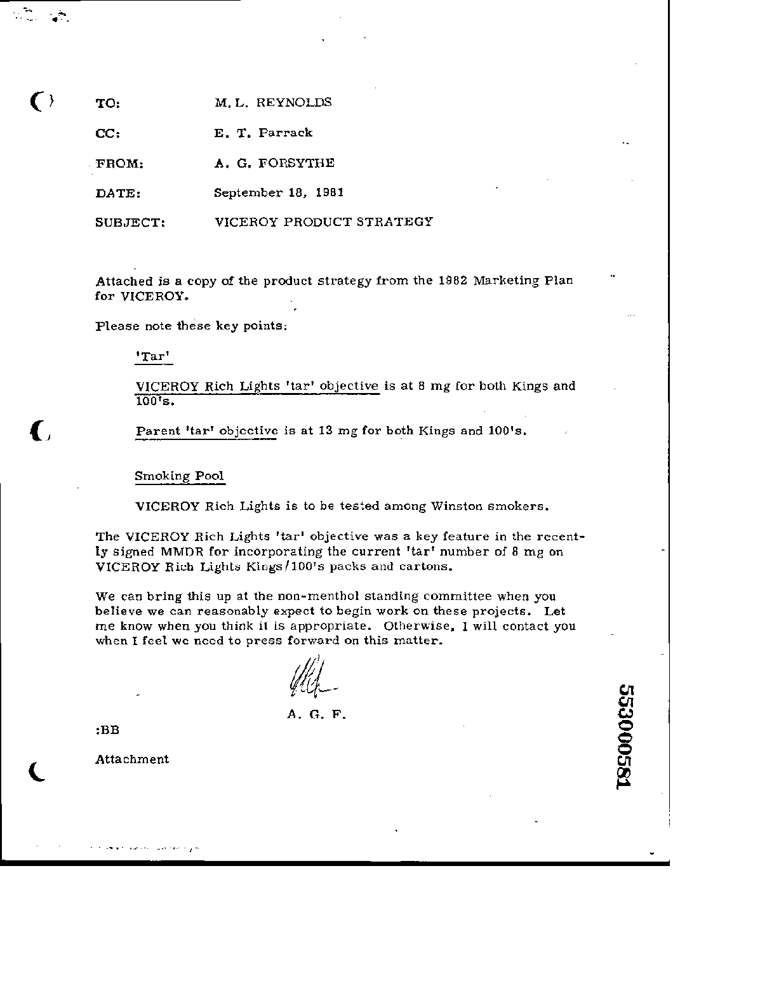 TO: M. L. REYNOLDS
CC: E. T. Parrack
FROM: A. G. FORSYTHE
DATE: September 18, 1981
SUBJECT: VICEROY PRODUCT STRATEGY
Attached is a copy of the product strategy from the 1982 Marketing Plan
for VICEROY.
Please note these key points:
'Tar'
VICEROY Rich Lights 'tar' objective is at 8 mg for both Kings and
100's.
Parent 'tar' objective is at 13 mg for both Kings and 100's.
Smoking Pool
VICEROY Rich Lights is to be tested among Winston smokers.
The VICEROY Rich Lights 'tar' objective was a key feature in the recent-
ly signed MMDR for incorporating the current 'tar' number of 8 mg on
VICEROY Rich Lights Kings/100's packs and cartons.
We can bring this up at the non-menthol standing committee when you
believe we can reasonably expect to begin work on these projects. Let
me know when you think it is appropriate. Otherwise, I will contact you
when I feel we need to press forward on this matter.
A. G. F.
:BB
Attachment
553000581